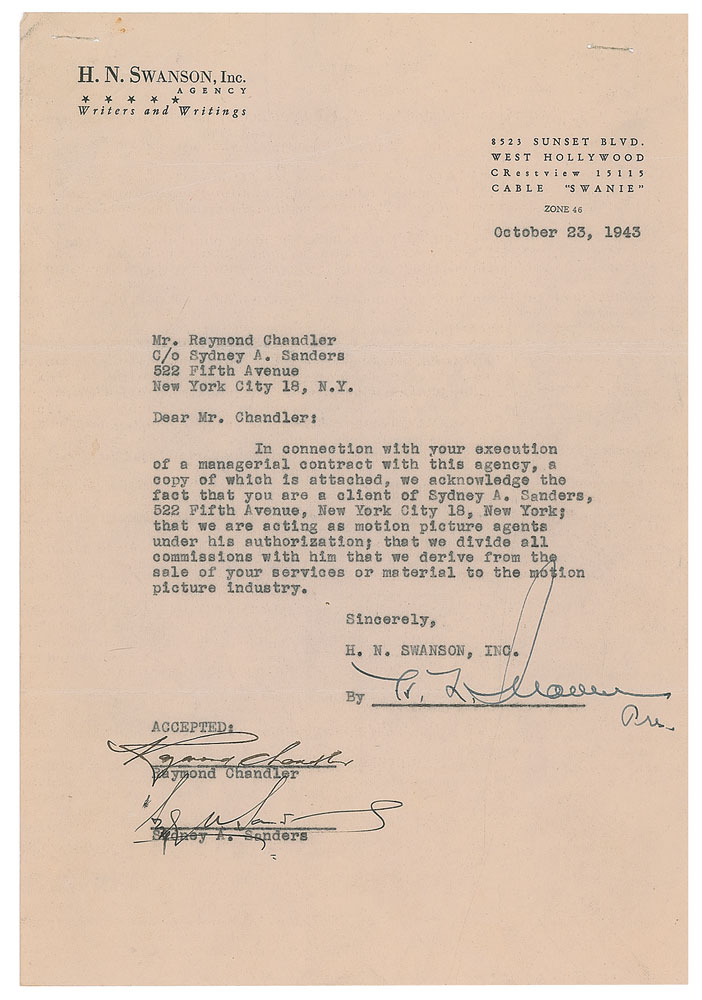 H. N. SWANSON, Inc.
AGENCY
★ ★ ★ ★ ★
Writers and Writings
8523 SUNSET BLVD.
WEST HOLLYWOOD
CRestview 15115
CABLE "SWANIE"
ZONE 46
October 23, 1943
Mr. Raymond Chandler
C/o Sydney A. Sanders
522 Fifth Avenue
New York City 18, N.Y.
Dear Mr. Chandler:
In connection with your execution
of a managerial contract with this agency, a
copy of which is attached, we acknowledge the
fact that you are a client of Sydney A. Sanders,
522 Fifth Avenue, New York City 18, New York;
that we are acting as motion picture agents
under his authorization; that we divide all
commissions with him that we derive from the
sale of your services or material to the motion
picture industry.
Sincerely,
H. N. SWANSON, INC.
By
Pres.
ACCEPTED:
Raymond Chandler
Raymond Chandler
Sydney A. Sanders